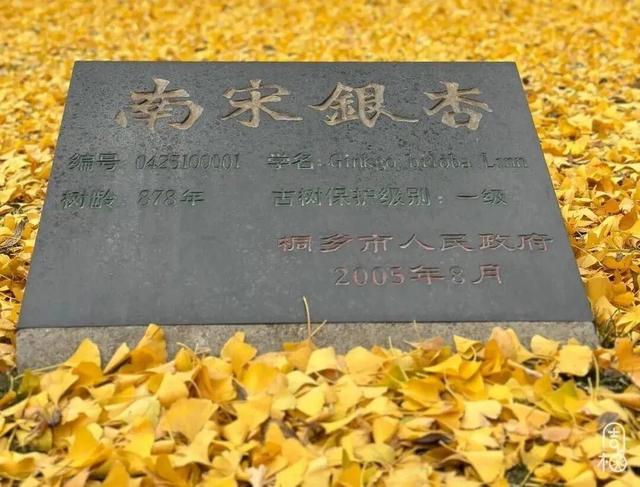 南宋銀杏
编号 0425100001 学名：Ginkgo biloba Linn
树龄 878年 古树保护级别：一级
桐乡市人民政府
2005年8月